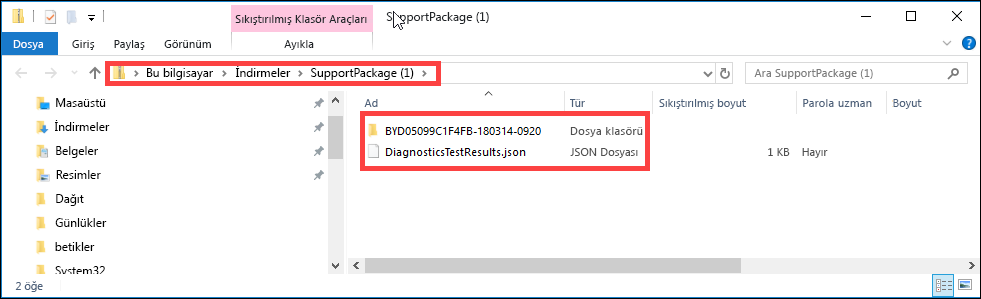 Sıkıştırılmış Klasör Araçları SupportPackage (1)
Dosya Giriş Paylaş Görünüm Ayıkla
Bu bilgisayar İndirmeler SupportPackage (1) Ara SupportPackage (1)
Masaüstü
İndirmeler
Belgeler
Resimler
Dağıt
Günlükler
betikler
System32
Ad Tür Sıkıştırılmış boyut Parola uzman Boyut
BYD05099C1F4FB-180314-0920 Dosya klasörü
DiagnosticsTestResults.json JSON Dosyası 1 KB Hayır
2 öğe